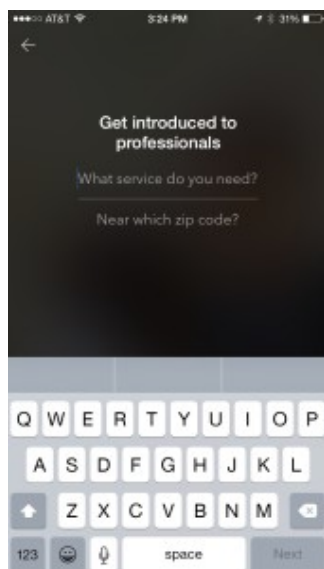 AT&T 3:24 PM 31%
Get introduced to
professionals
What service do you need?
Near which zip code?
Q W E R T Y U I O P
A S D F G H J K L
Z X C V B N M
123 space Next